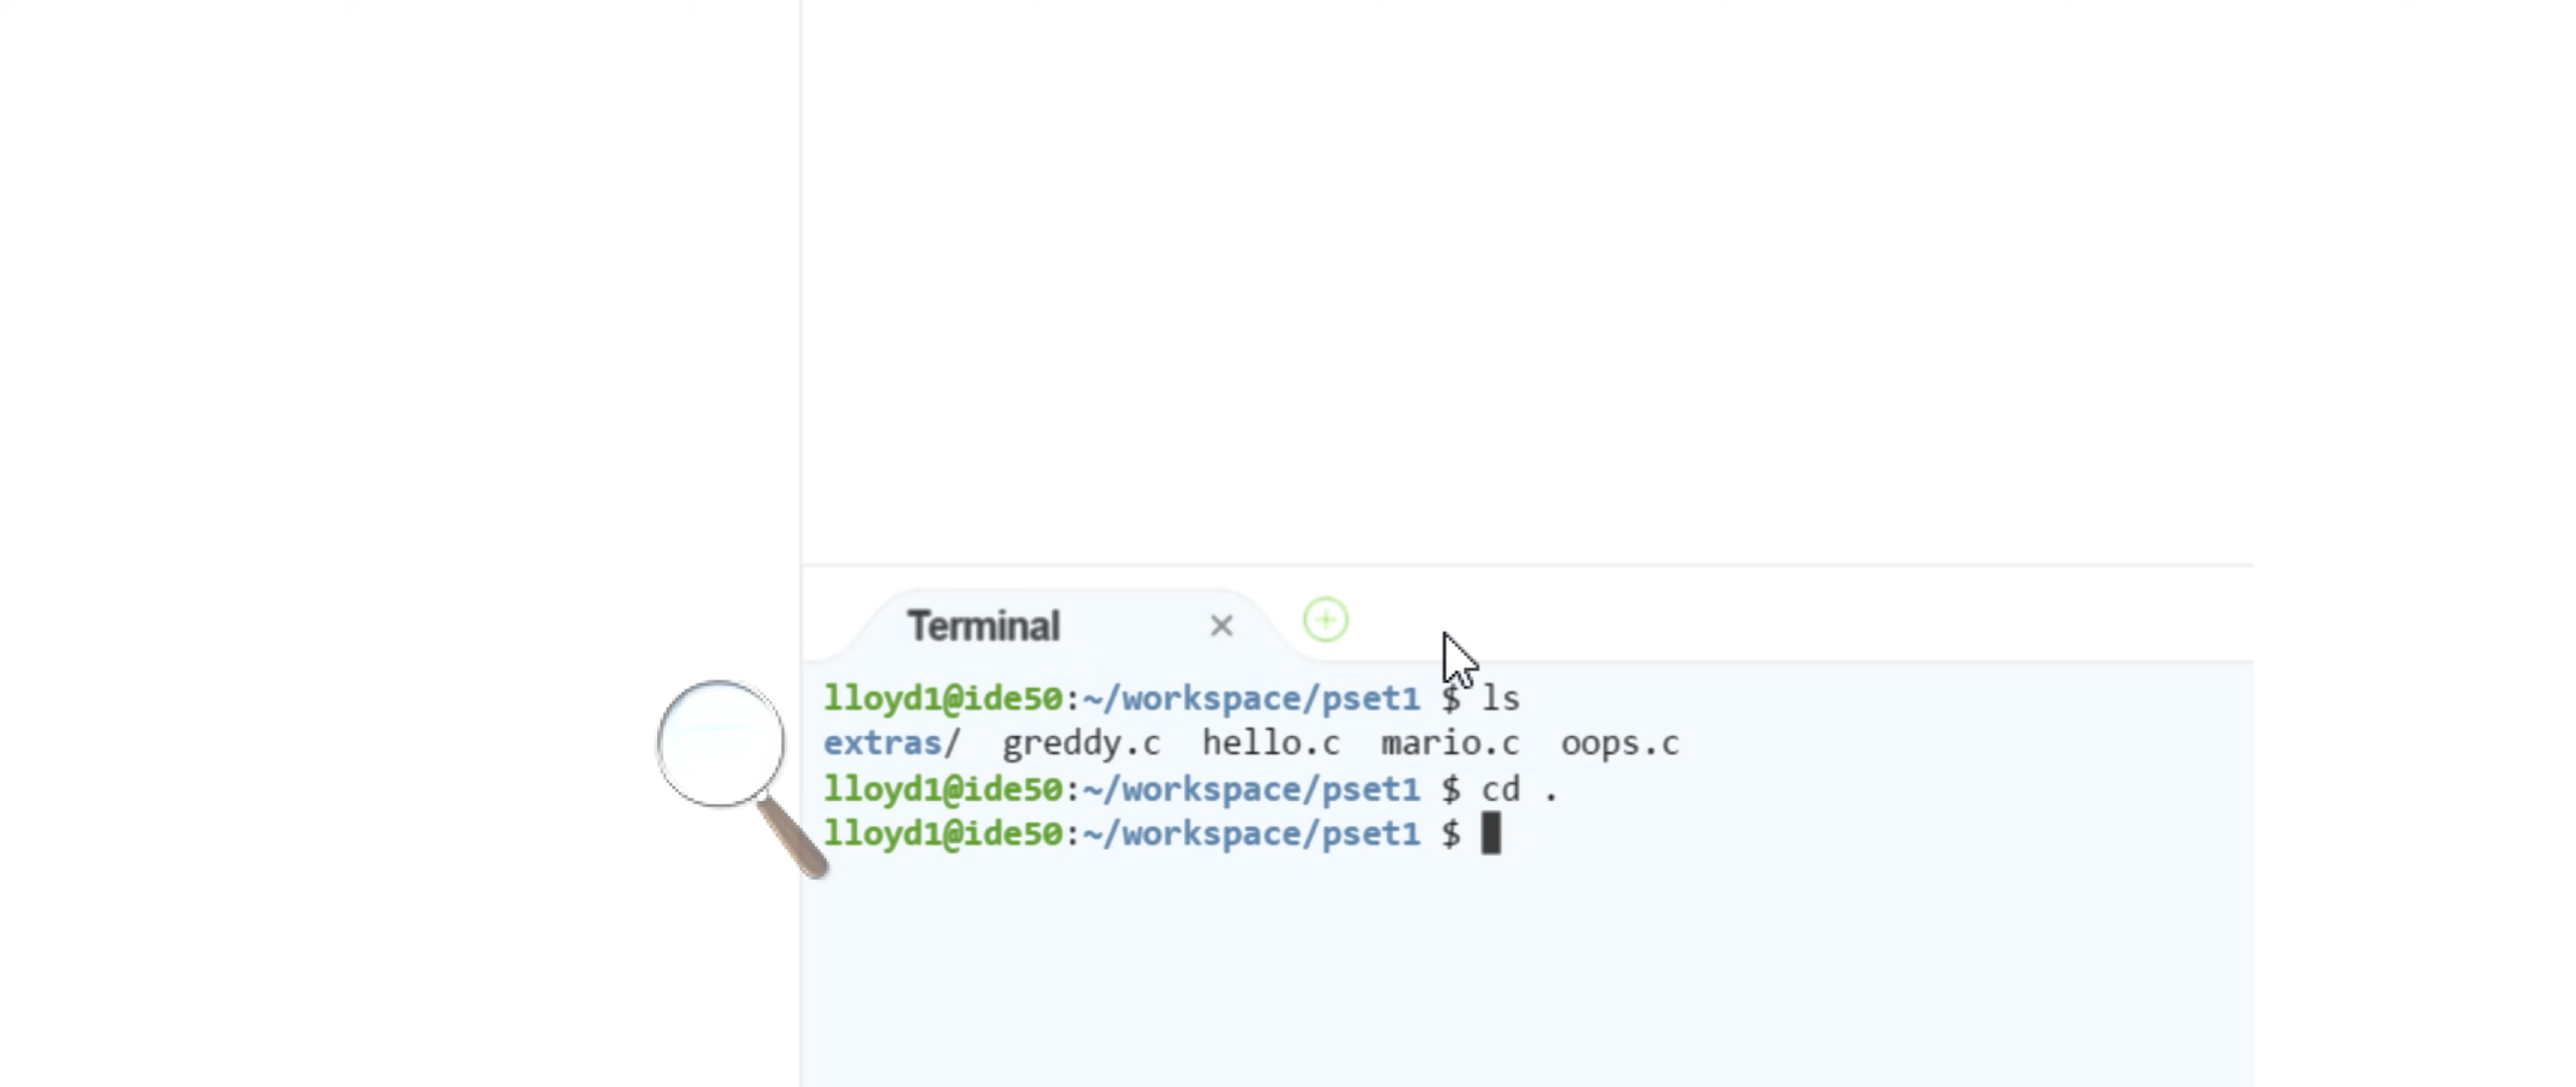 Terminal
lloyd1@ide50:~/workspace/pset1 $ ls
extras/ greddy.c hello.c mario.c oops.c
lloyd1@ide50:~/workspace/pset1 $ cd .
lloyd1@ide50:~/workspace/pset1 $